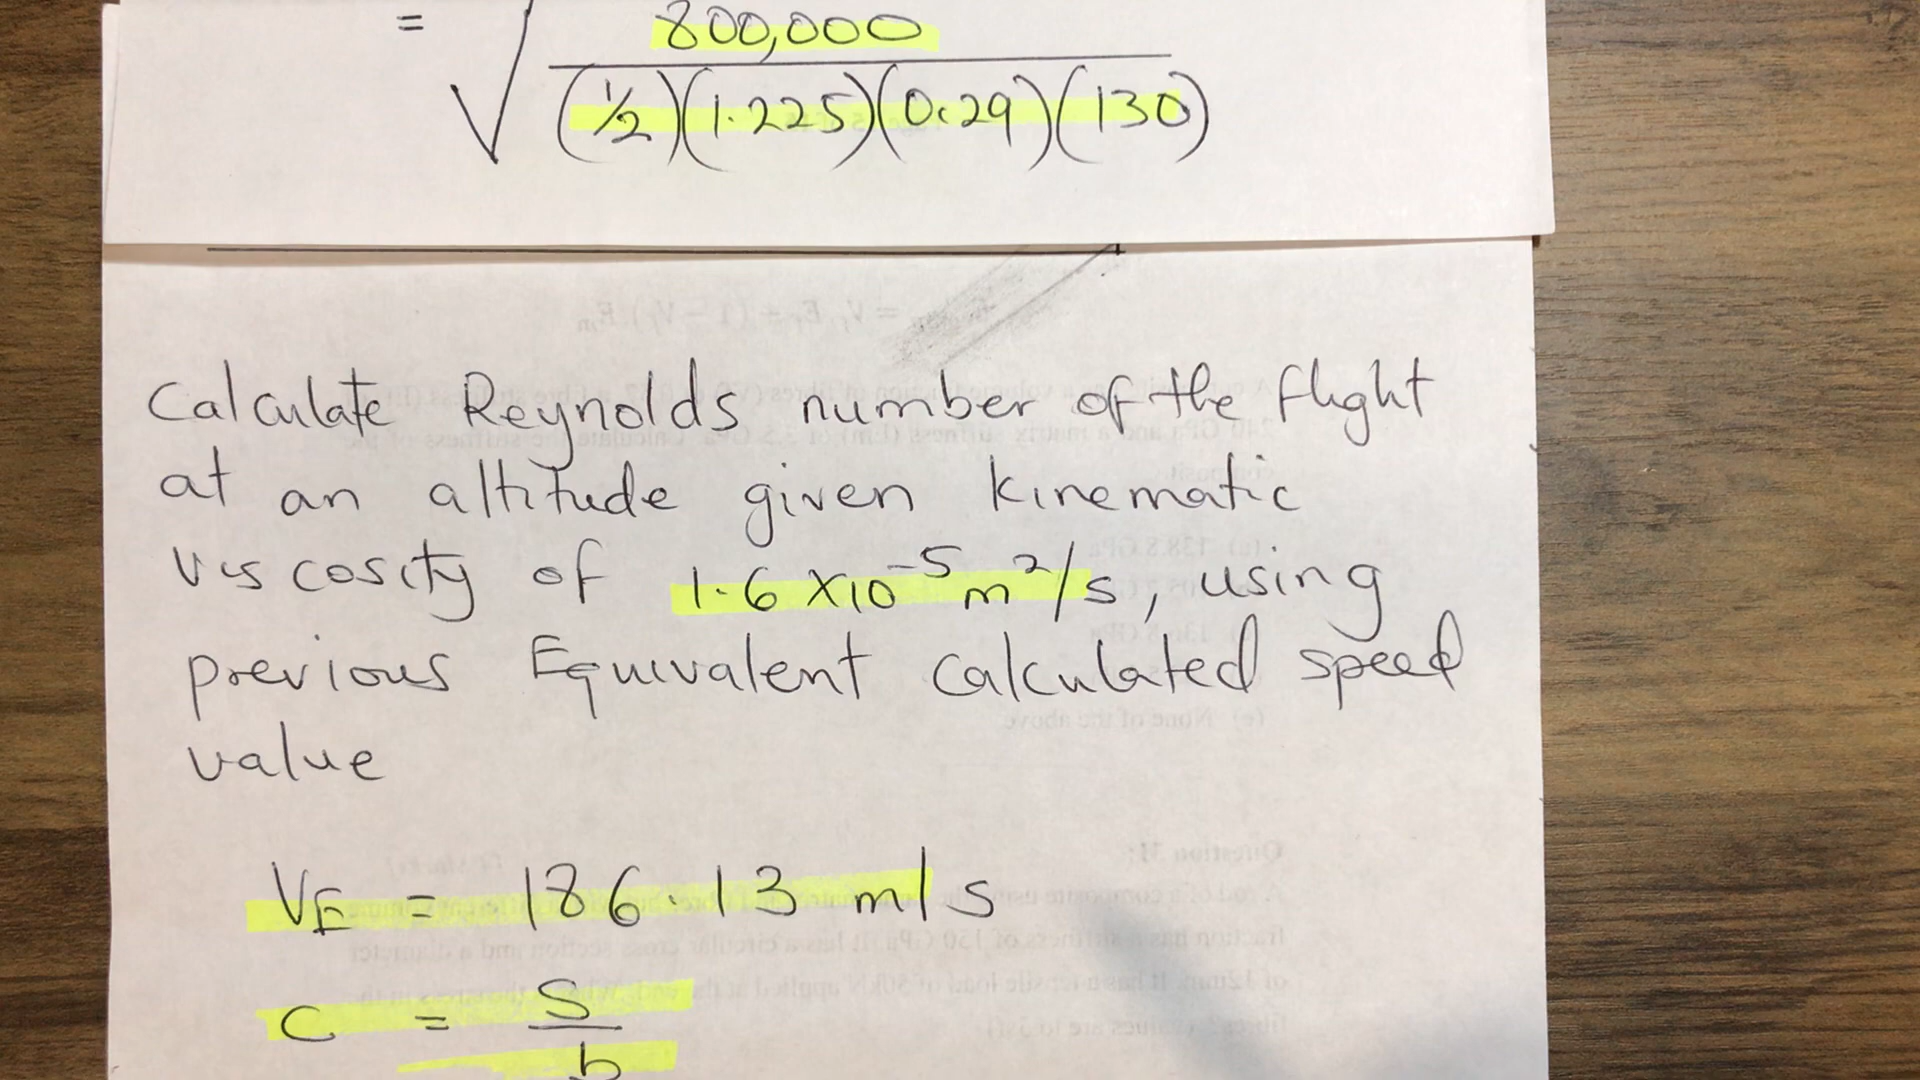 = √ 800,000
(1/2)(1.225)(0.29)(130)
Calculate Reynolds number of the flight
at an altitude given kinematic
viscosity of 1.6 x10⁻⁵ m²/s, using
previous Equivalent calculated speed
value
V_E = 186.13 m/s
c = S
b